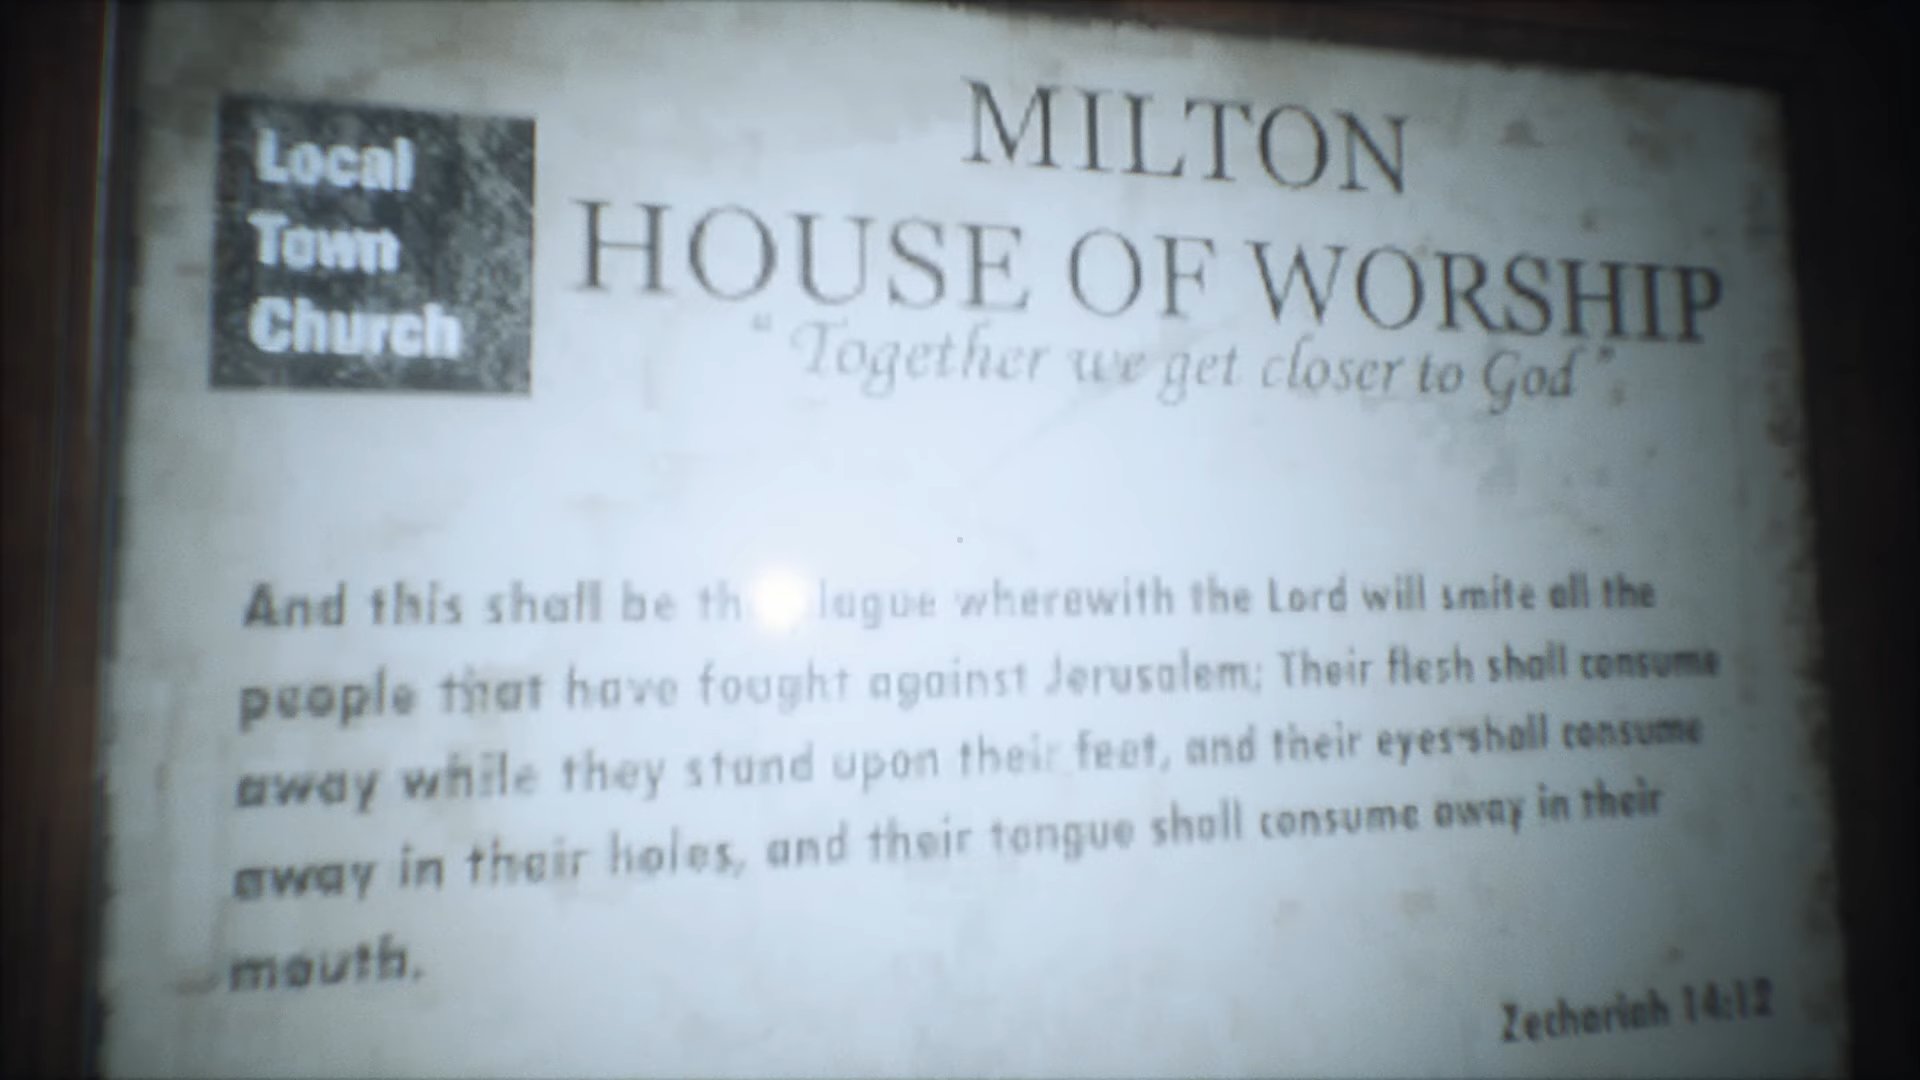 Local
Town
Church
MILTON
HOUSE OF WORSHIP
"Together we get closer to God"
And this shall be wherewith the Lord will smite all the
people that have fought against Jerusalem; Their flesh shall consume
away while they stand upon their feet, and their eyes shall consume
away in their holes, and their tongue shall consume away in their
mouth.
Zechariah 14:12